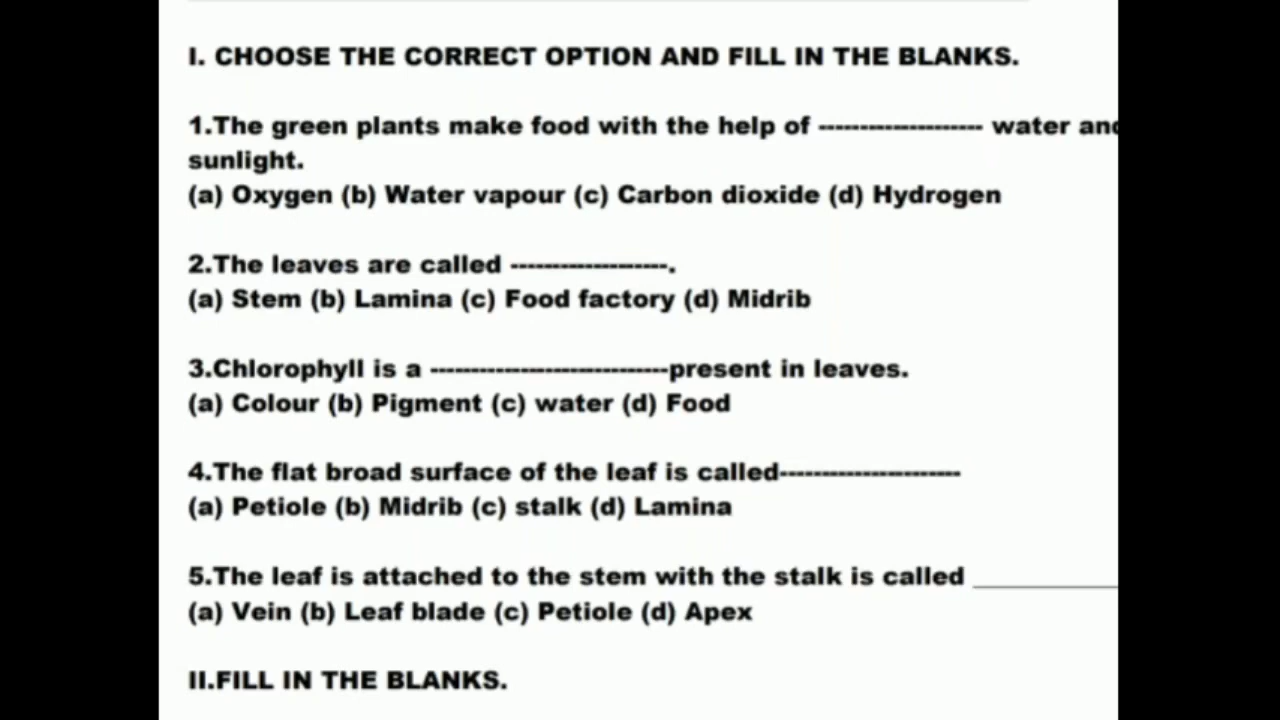 I. CHOOSE THE CORRECT OPTION AND FILL IN THE BLANKS.
1.The green plants make food with the help of -------------------- water and
sunlight.
(a) Oxygen (b) Water vapour (c) Carbon dioxide (d) Hydrogen
2.The leaves are called -------------------.
(a) Stem (b) Lamina (c) Food factory (d) Midrib
3.Chlorophyll is a -----------------------------present in leaves.
(a) Colour (b) Pigment (c) water (d) Food
4.The flat broad surface of the leaf is called----------------------
(a) Petiole (b) Midrib (c) stalk (d) Lamina
5.The leaf is attached to the stem with the stalk is called ___________
(a) Vein (b) Leaf blade (c) Petiole (d) Apex
II.FILL IN THE BLANKS.